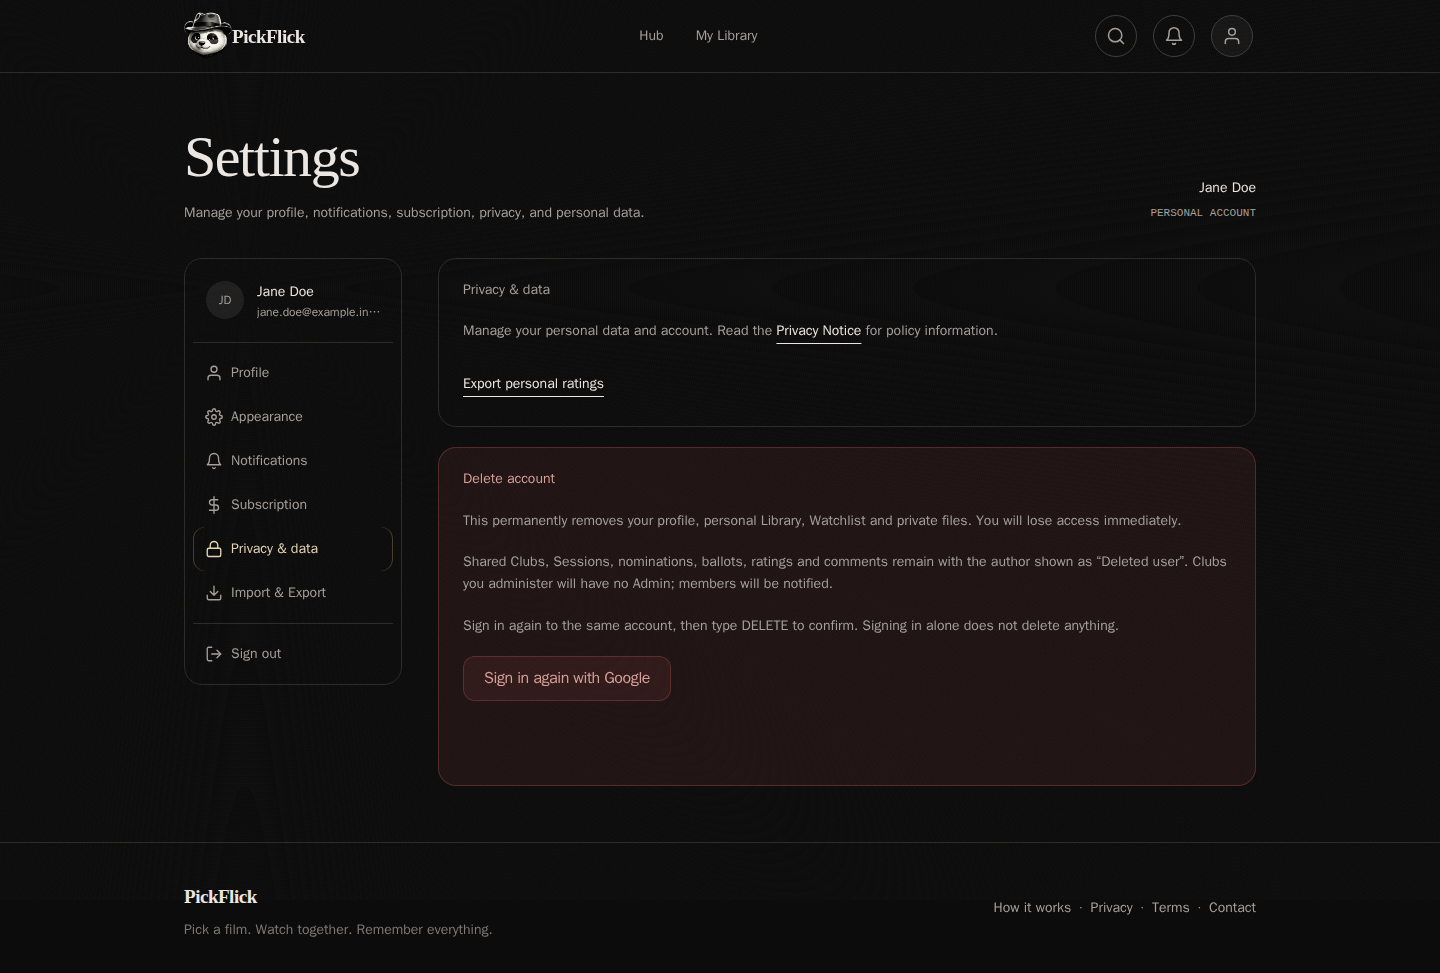 PickFlick
Hub
My Library
Settings
Manage your profile, notifications, subscription, privacy, and personal data.
Jane Doe
PERSONAL ACCOUNT
JD
Jane Doe
jane.doe@example.in···
Profile
Appearance
Notifications
Subscription
Privacy & data
Import & Export
Sign out
Privacy & data
Manage your personal data and account. Read the Privacy Notice for policy information.
Export personal ratings
Delete account
This permanently removes your profile, personal Library, Watchlist and private files. You will lose access immediately.
Shared Clubs, Sessions, nominations, ballots, ratings and comments remain with the author shown as “Deleted user”. Clubs
you administer will have no Admin; members will be notified.
Sign in again to the same account, then type DELETE to confirm. Signing in alone does not delete anything.
Sign in again with Google
PickFlick
Pick a film. Watch together. Remember everything.
How it works · Privacy · Terms · Contact